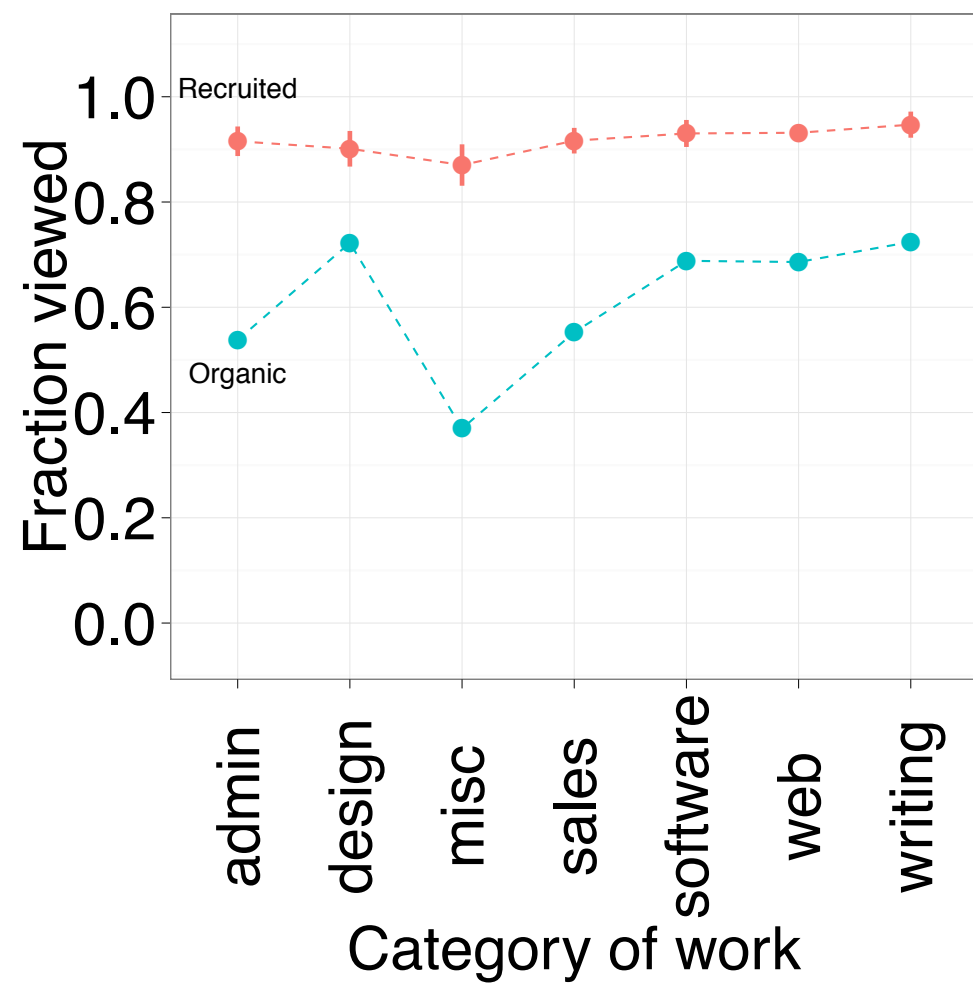 Fraction viewed
1.0
0.8
0.6
0.4
0.2
0.0
Recruited
Organic
admin
design
misc
sales
software
web
writing
Category of work